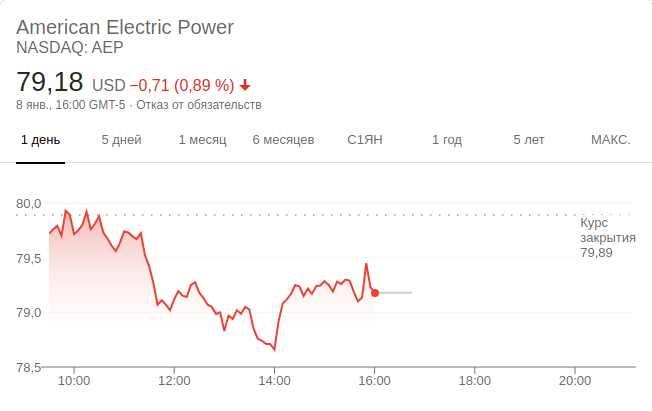 American Electric Power
NASDAQ: AEP
79,18 USD −0,71 (0,89 %)
8 янв., 16:00 GMT-5 · Отказ от обязательств
1 день 5 дней 1 месяц 6 месяцев С1ЯН 1 год 5 лет МАКС.
80,0
Курс
закрытия
79,89
79,5
79,0
78,5
10:00 12:00 14:00 16:00 18:00 20:00